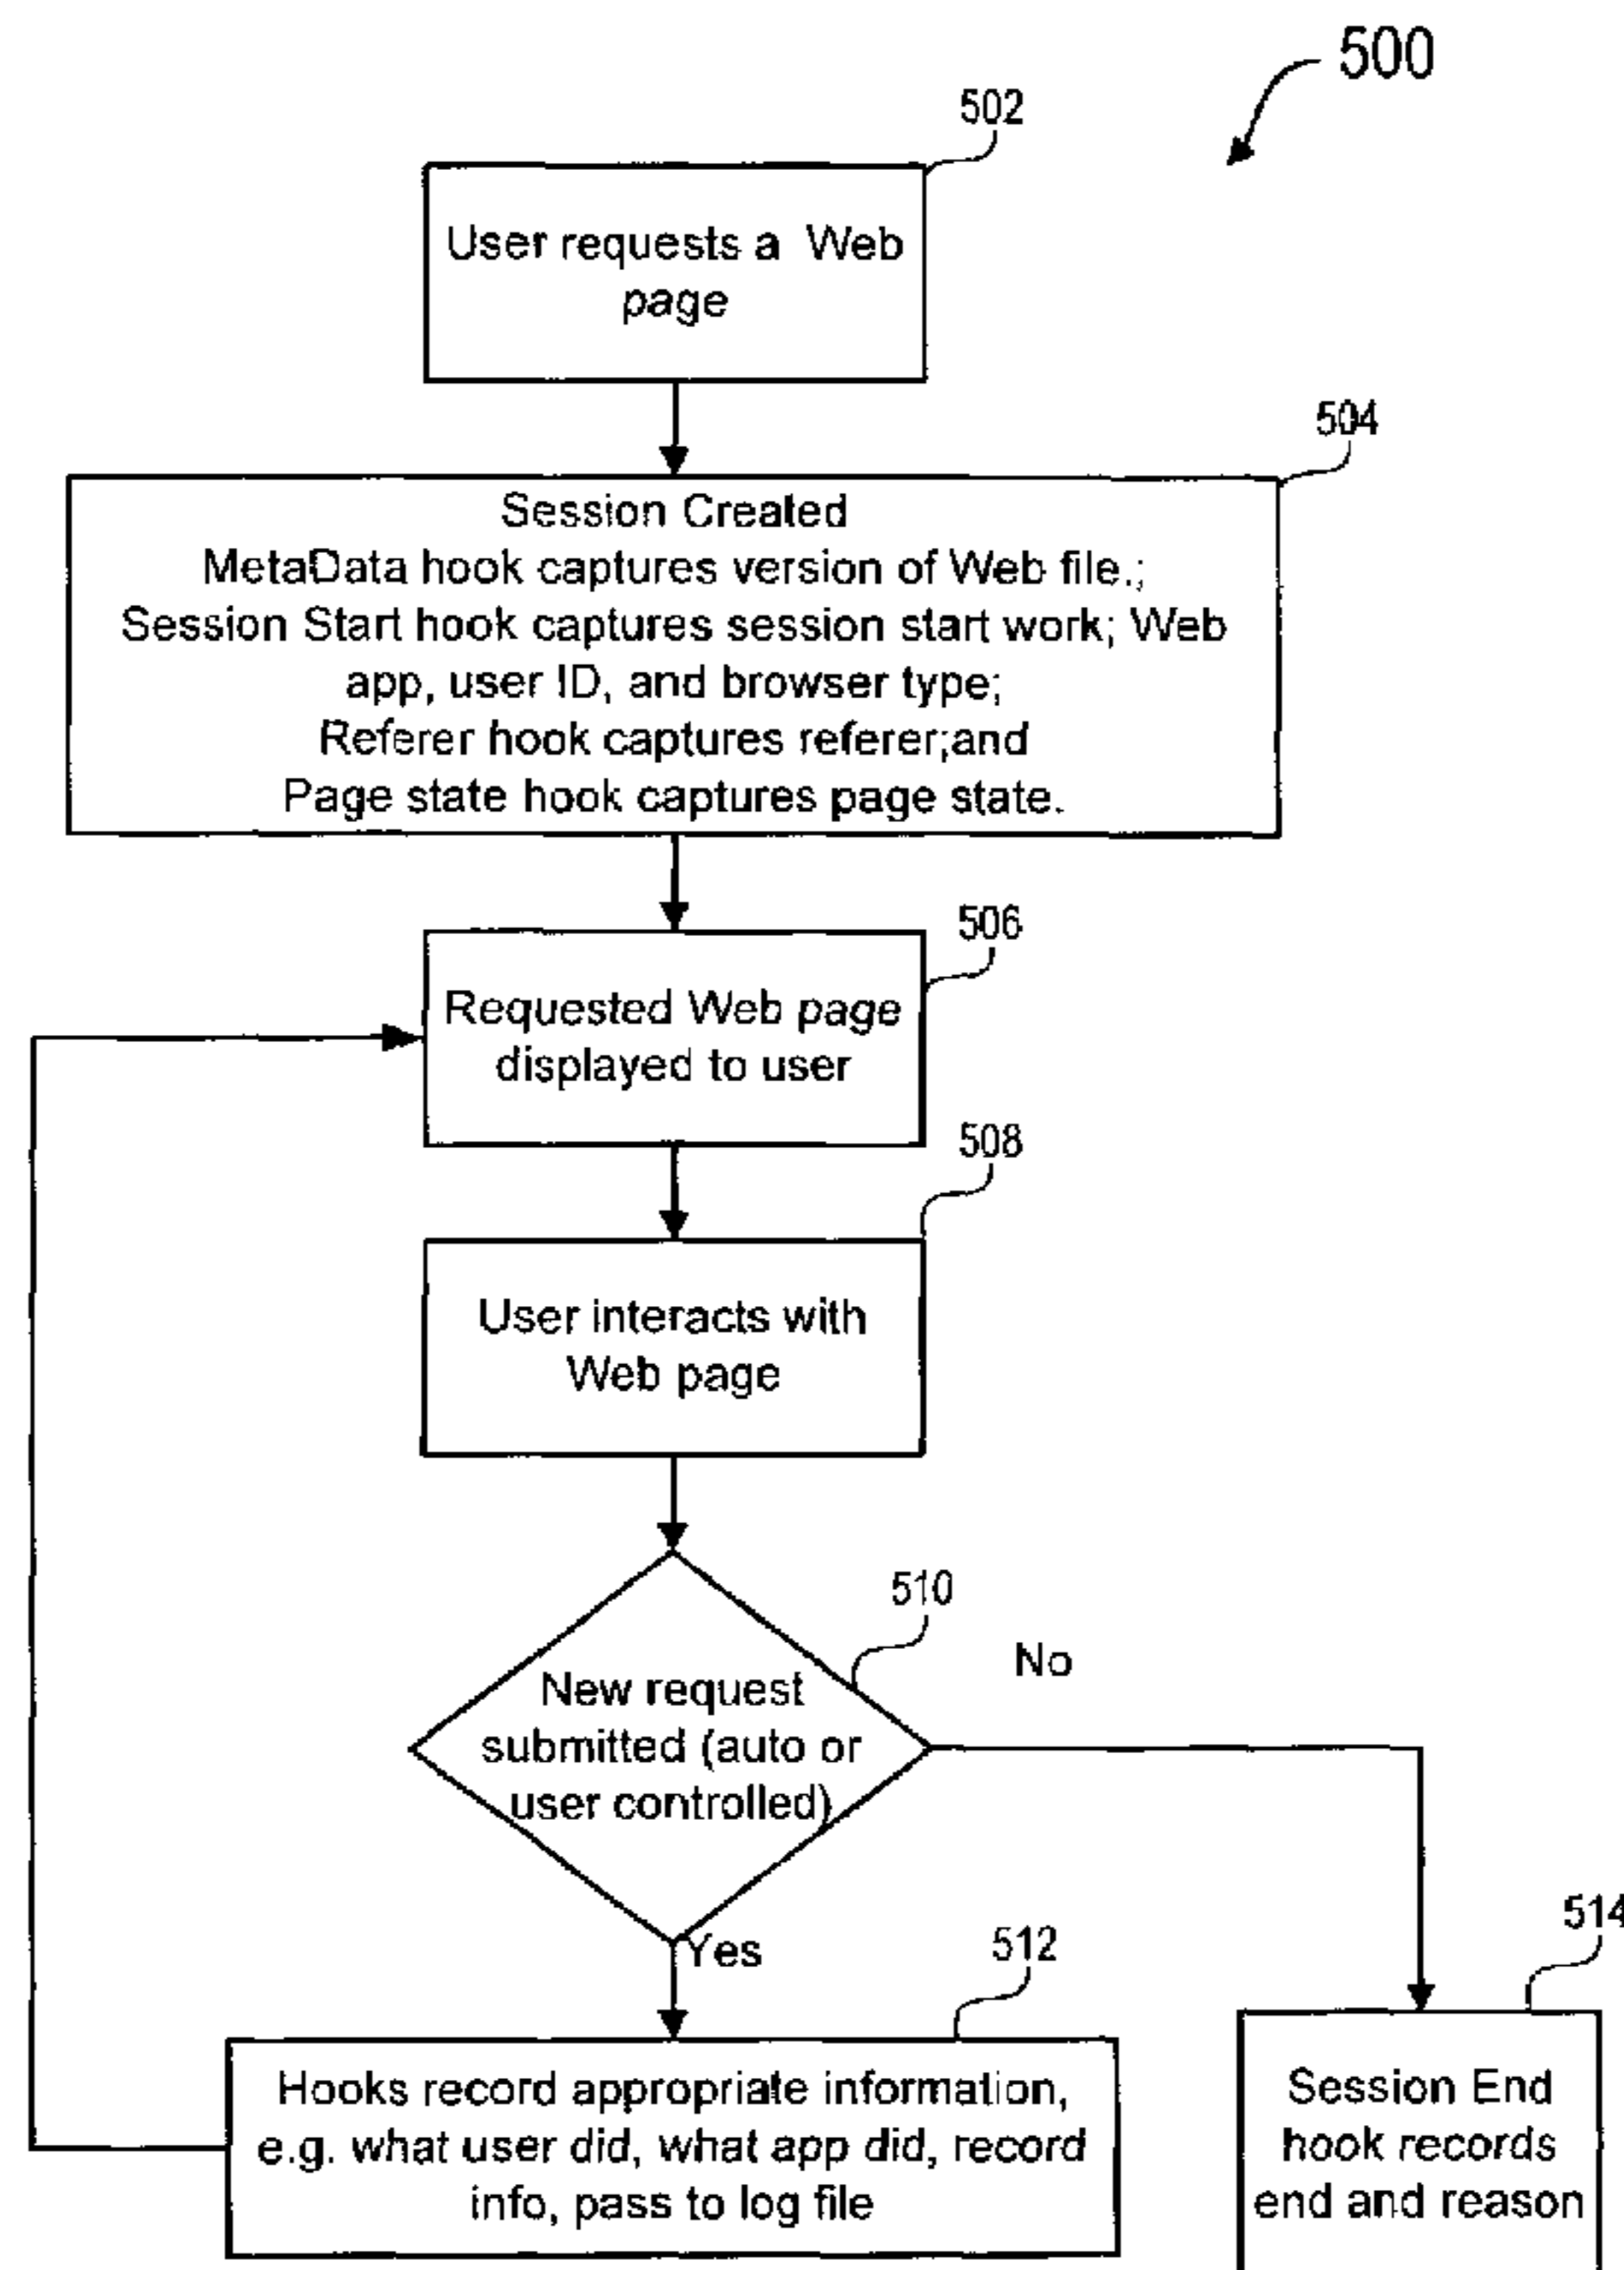 500
502
User requests a Web
page
504
Session Created
MetaData hook captures version of Web file.;
Session Start hook captures session start work; Web
app, user ID, and browser type;
Referer hook captures referer;and
Page state hook captures page state.
506
Requested Web page
displayed to user
508
User interacts with
Web page
510
New request
submitted (auto or
user controlled)
No
Yes
512
Hooks record appropriate information,
e.g. what user did, what app did, record
info, pass to log file
514
Session End
hook records
end and reason